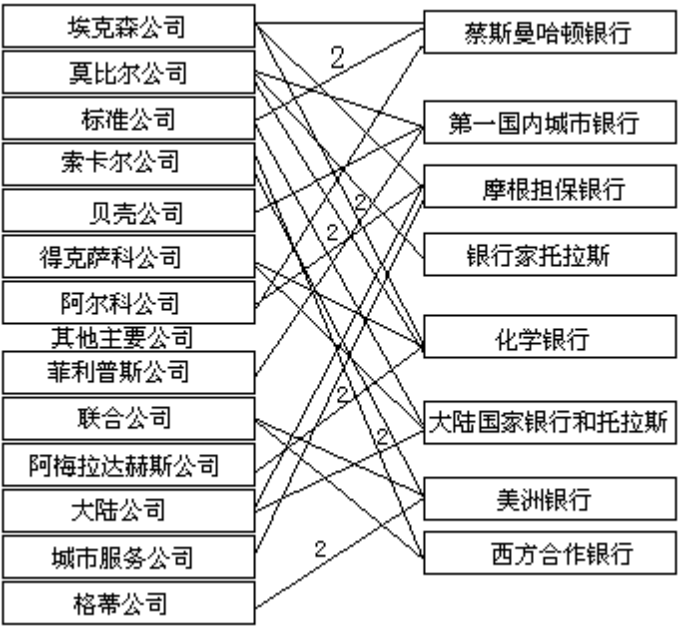 埃克森公司
莫比尔公司
标准公司
索卡尔公司
贝壳公司
得克萨科公司
阿尔科公司
其他主要公司
菲利普斯公司
联合公司
阿梅拉达赫斯公司
大陆公司
城市服务公司
格蒂公司
2
2
2
2
2
2
蔡斯曼哈顿银行
第一国内城市银行
摩根担保银行
银行家托拉斯
化学银行
大陆国家银行和托拉斯
美洲银行
西方合作银行